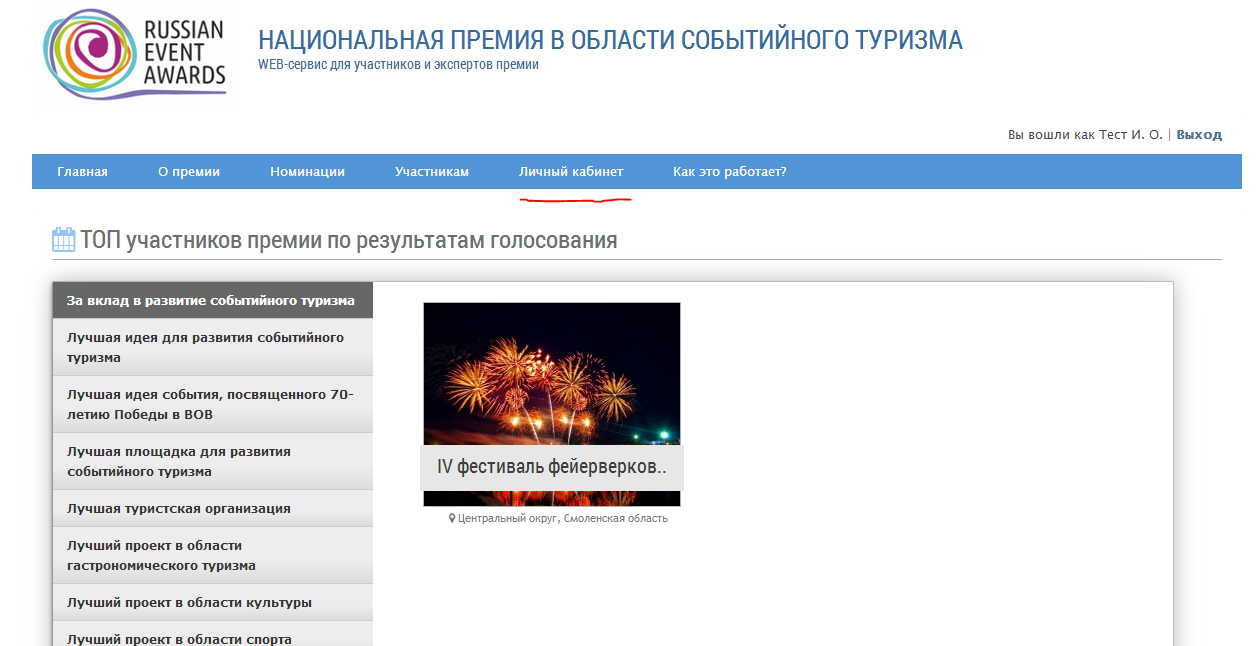 RUSSIAN
EVENT
AWARDS
НАЦИОНАЛЬНАЯ ПРЕМИЯ В ОБЛАСТИ СОБЫТИЙНОГО ТУРИЗМА
WEB-сервис для участников и экспертов премии
Вы вошли как Тест И. О. | Выход
Главная О премии Номинации Участникам Личный кабинет Как это работает?
ТОП участников премии по результатам голосования
За вклад в развитие событийного туризма
Лучшая идея для развития событийного
туризма
Лучшая идея события, посвященного 70-
летию Победы в ВОВ
Лучшая площадка для развития
событийного туризма
Лучшая туристская организация
Лучший проект в области
гастрономического туризма
Лучший проект в области культуры
Лучший проект в области спорта
IV фестиваль фейерверков..
Центральный округ, Смоленская область